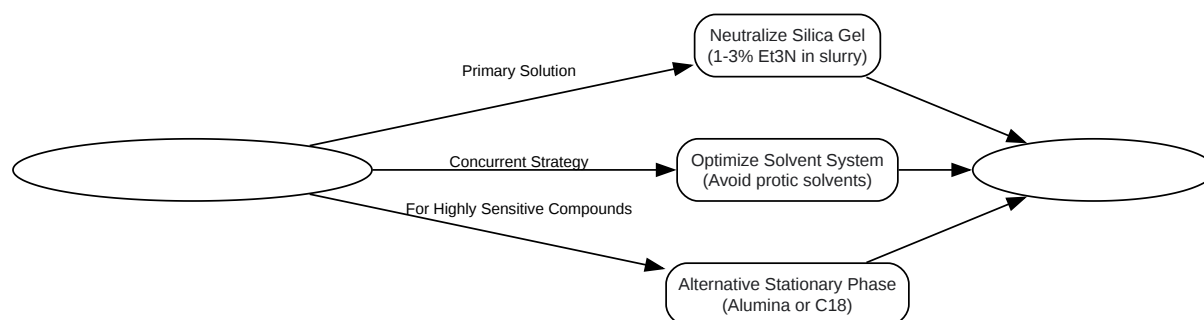 Neutralize Silica Gel
(1-3% Et3N in slurry)
Primary Solution
Concurrent Strategy
Optimize Solvent System
(Avoid protic solvents)
For Highly Sensitive Compounds
Alternative Stationary Phase
(Alumina or C18)